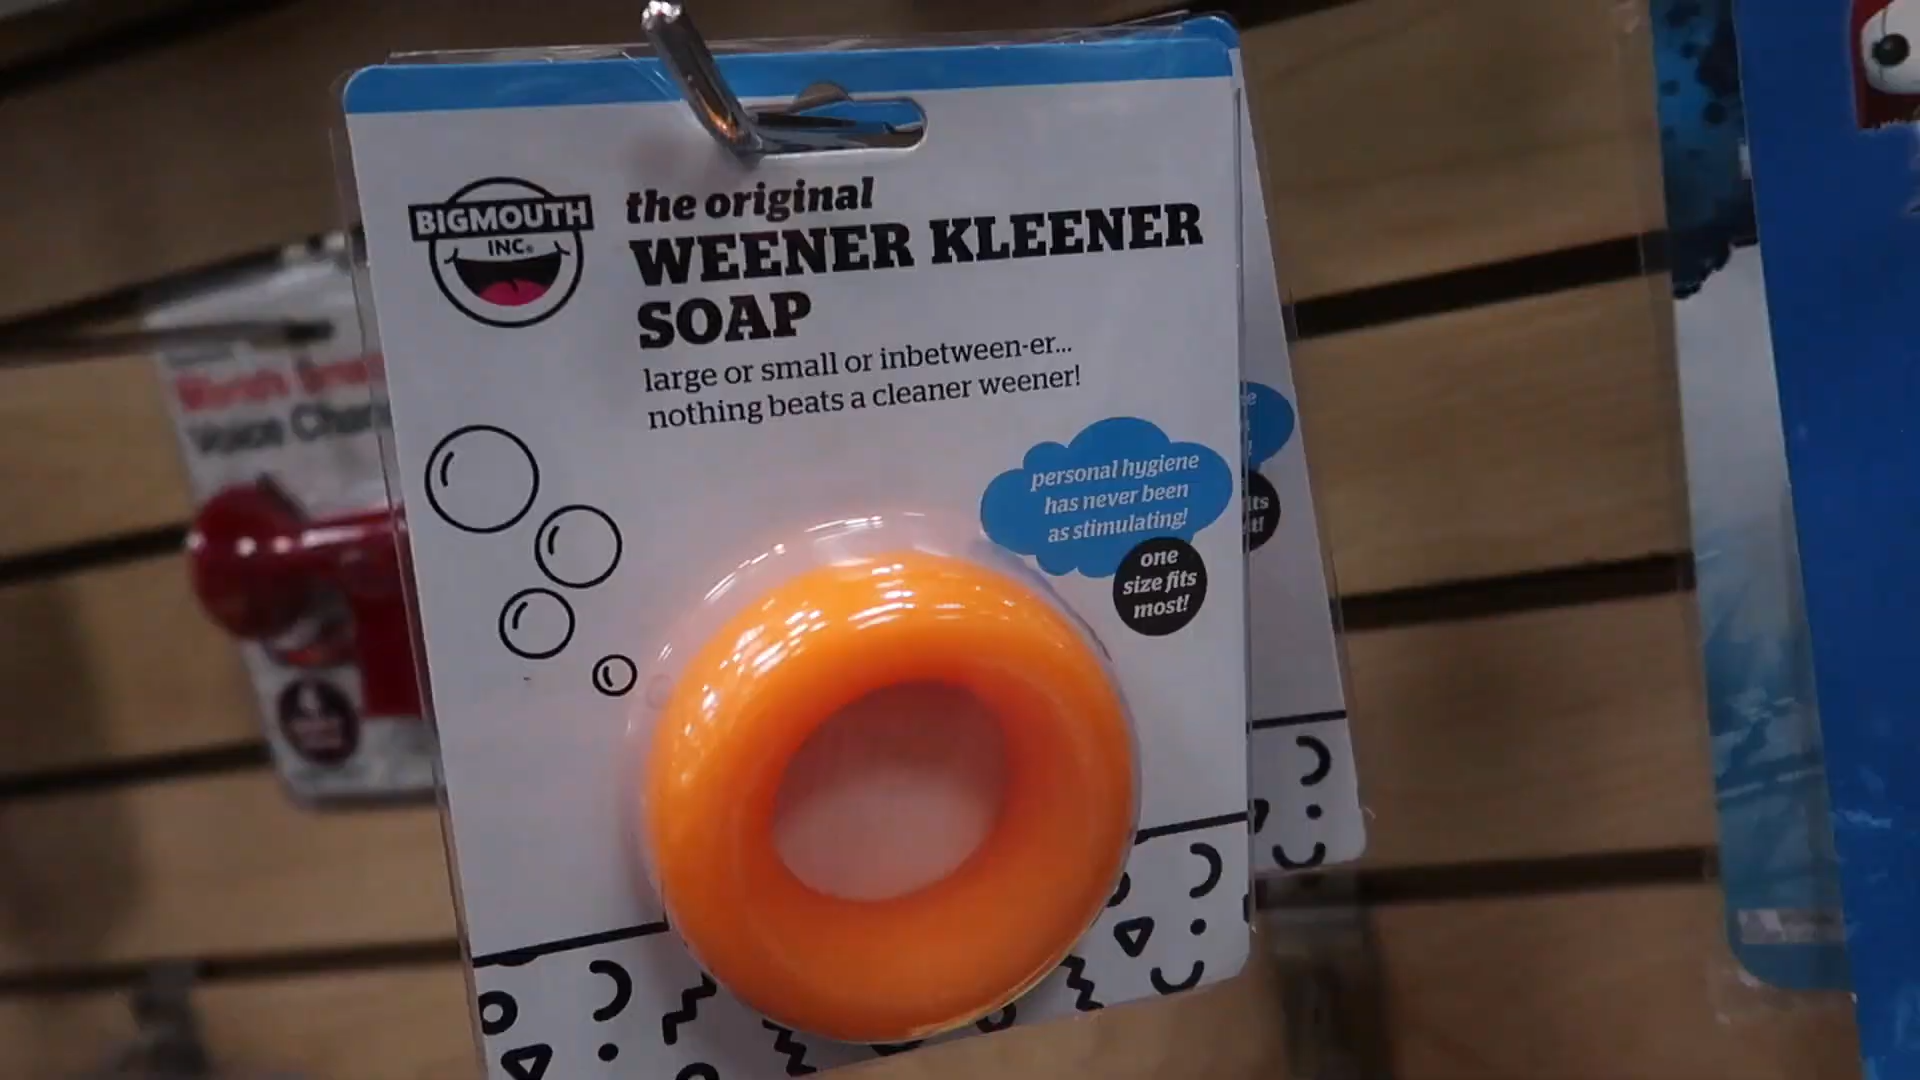 BIGMOUTH
INC.
the original
WEENER KLEENER
SOAP
large or small or inbetween-er...
nothing beats a cleaner weener!
personal hygiene
has never been
as stimulating!
one
size fits
most!
Voice